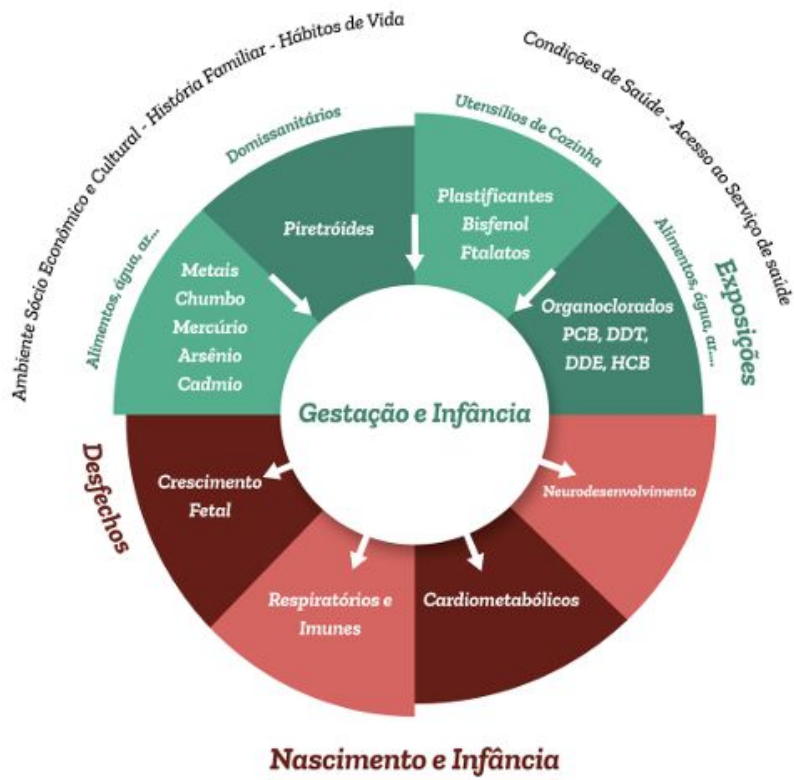 Ambiente Sócio Econômico e Cultural - História Familiar - Hábitos de Vida
Condições de Saúde - Acesso ao Serviço de saúde
Domissanitários
Utensílios de Cozinha
Alimentos, água, ar...
Alimentos, água, ar....
Exposições
Piretróides
Plastificantes
Bisfenol
Ftalatos
Metais
Chumbo
Mercúrio
Arsênio
Cadmio
Organoclorados
PCB, DDT,
DDE, HCB
Gestação e Infância
Desfechos
Crescimento
Fetal
Neurodesenvolvimento
Respiratórios e
Imunes
Cardiometabólicos
Nascimento e Infância